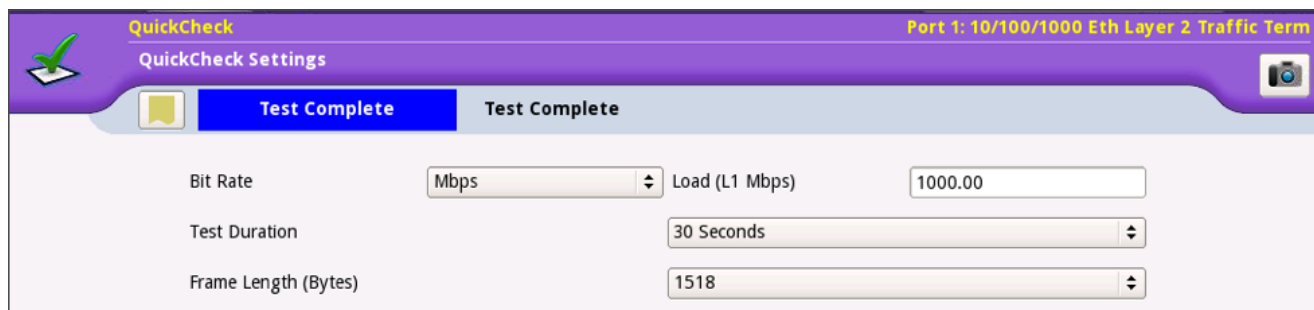 QuickCheck
Port 1: 10/100/1000 Eth Layer 2 Traffic Term
QuickCheck Settings
Test Complete
Test Complete
Bit Rate Mbps Load (L1 Mbps) 1000.00
Test Duration 30 Seconds
Frame Length (Bytes) 1518